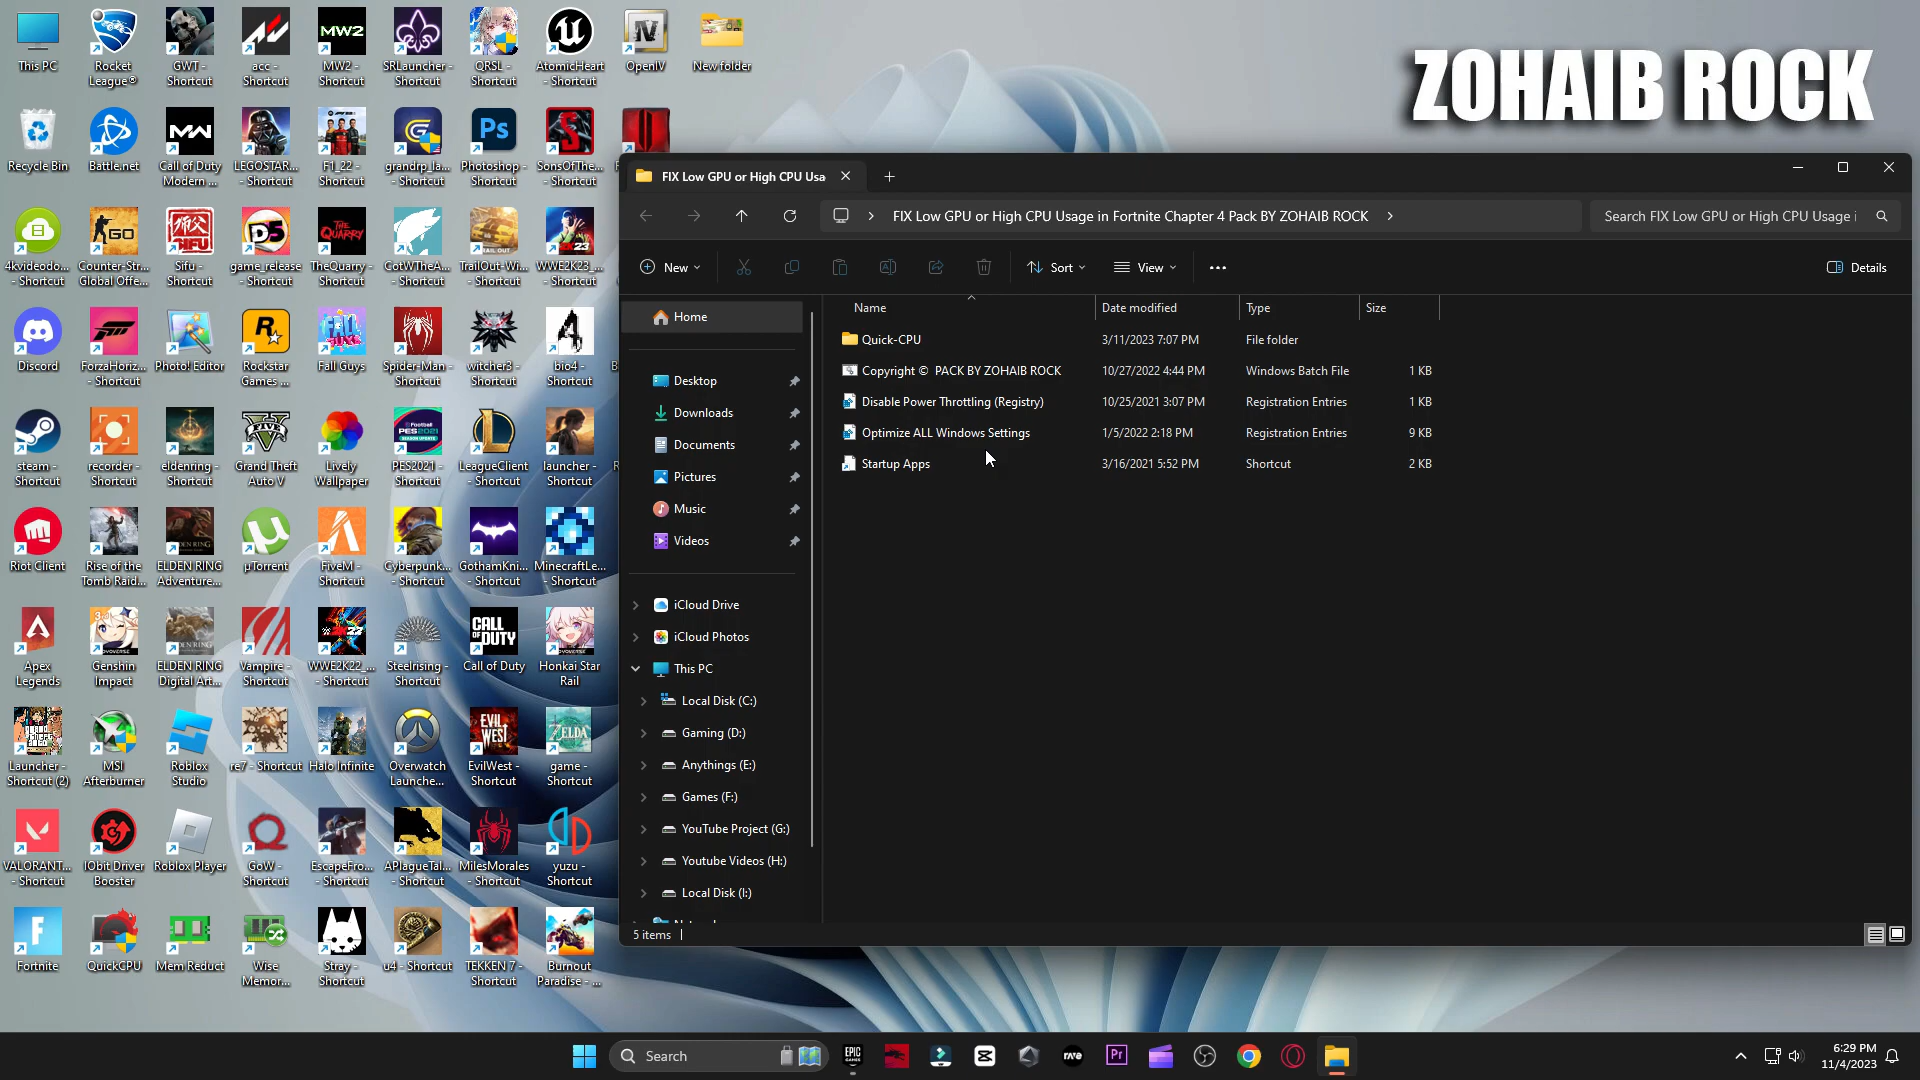 This PC
Rocket League®
GWT - Shortcut
acc - Shortcut
MW2 - Shortcut
SRLauncher - Shortcut
QRSL - Shortcut
AtomicHeart - Shortcut
OpenIV
New folder
ZOHAIB ROCK
Recycle Bin
Battle.net
Call of Duty Modern ...
LEGOSTAR... - Shortcut
F1_22 - Shortcut
grandrp_la... - Shortcut
Photoshop - Shortcut
SonsOfThe... - Shortcut
4kvideodo... - Shortcut
Counter-Str... Global Offe...
Sifu - Shortcut
game_release - Shortcut
TheQuarry - Shortcut
CotWTheA... - Shortcut
TrailOut-Wi... - Shortcut
WWE2K23_... - Shortcut
Discord
ForzaHoriz... - Shortcut
Photo! Editor
Rockstar Games ...
Fall Guys
Spider-Man - Shortcut
witcher3 - Shortcut
bio4 - Shortcut
steam - Shortcut
recorder - Shortcut
eldenring - Shortcut
Grand Theft Auto V
Lively Wallpaper
PES2021 - Shortcut
LeagueClient - Shortcut
launcher - Shortcut
Riot Client
Rise of the Tomb Raid...
ELDEN RING Adventure...
µTorrent
FiveM - Shortcut
Cyberpunk... - Shortcut
GothamKni... - Shortcut
MinecraftLe... - Shortcut
Apex Legends
Genshin Impact
ELDEN RING Digital Art...
Vampire - Shortcut
WWE2K22_... - Shortcut
Steelrising - Shortcut
Call of Duty
Honkai Star Rail
Launcher - Shortcut (2)
MSI Afterburner
Roblox Studio
re7 - Shortcut
Halo Infinite
Overwatch Launche...
EvilWest - Shortcut
game - Shortcut
VALORANT... - Shortcut
IObit Driver Booster
Roblox Player
GoW - Shortcut
EscapeFro... - Shortcut
APlagueTal... - Shortcut
MilesMorales - Shortcut
yuzu - Shortcut
Fortnite
QuickCPU
Mem Reduct
Wise Memor...
Stray - Shortcut
u4 - Shortcut
TEKKEN 7 - Shortcut
Burnout Paradise - ...
FIX Low GPU or High CPU Usa
FIX Low GPU or High CPU Usage in Fortnite Chapter 4 Pack BY ZOHAIB ROCK
Search FIX Low GPU or High CPU Usage i
New
Sort
View
Details
Name Date modified Type Size
Quick-CPU 3/11/2023 7:07 PM File folder
Copyright © PACK BY ZOHAIB ROCK 10/27/2022 4:44 PM Windows Batch File 1 KB
Disable Power Throttling (Registry) 10/25/2021 3:07 PM Registration Entries 1 KB
Optimize ALL Windows Settings 1/5/2022 2:18 PM Registration Entries 9 KB
Startup Apps 3/16/2021 5:52 PM Shortcut 2 KB
Home
Desktop
Downloads
Documents
Pictures
Music
Videos
iCloud Drive
iCloud Photos
This PC
Local Disk (C:)
Gaming (D:)
Anythings (E:)
Games (F:)
YouTube Project (G:)
Youtube Videos (H:)
Local Disk (I:)
5 items
Search
6:29 PM
11/4/2023